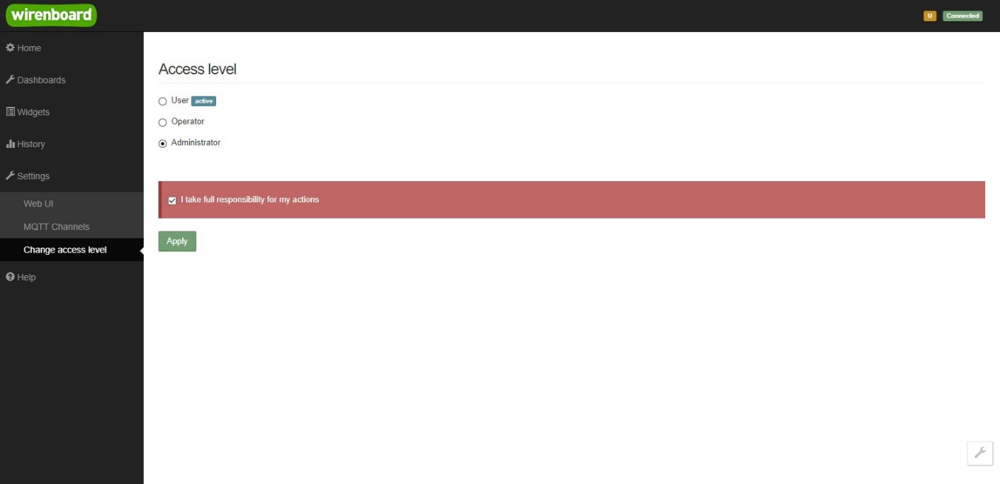 wirenboard
U Connected
Home
Dashboards
Widgets
History
Settings
Web UI
MQTT Channels
Change access level
Help
Access level
User active
Operator
Administrator
I take full responsibility for my actions
Apply